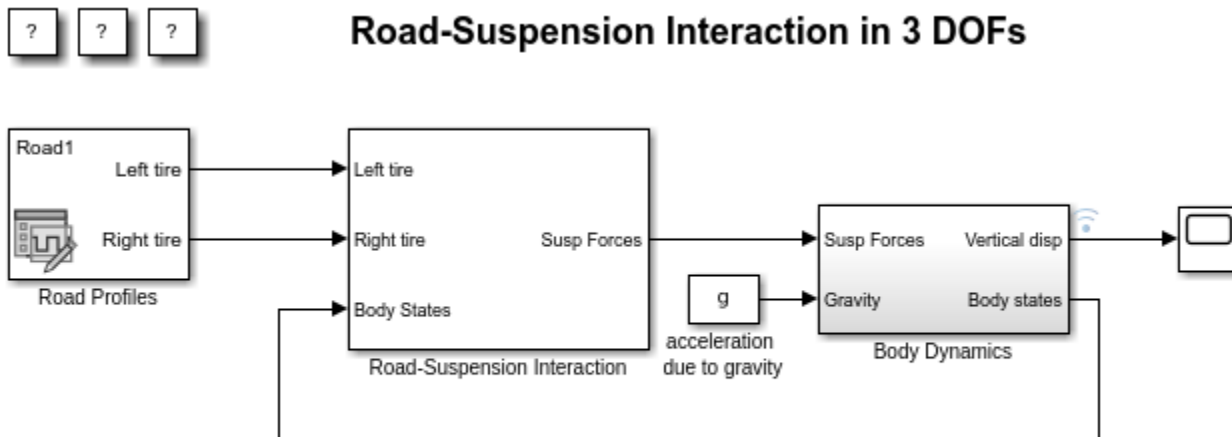 ? ? ?
Road-Suspension Interaction in 3 DOFs
Road1
Left tire
Right tire
Road Profiles
Left tire
Right tire
Body States
Susp Forces
Road-Suspension Interaction
g
acceleration
due to gravity
Susp Forces
Gravity
Vertical disp
Body states
Body Dynamics